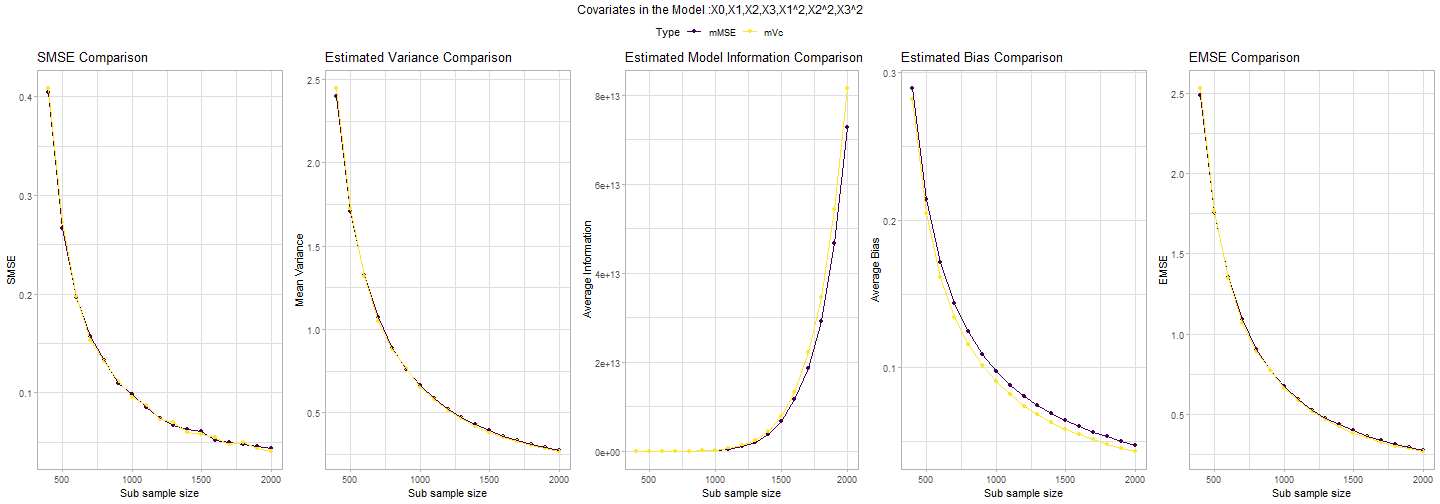 Covariates in the Model :X0,X1,X2,X3,X1^2,X2^2,X3^2
Type mMSE mVc
SMSE Comparison
SMSE
0.4
0.3
0.2
0.1
500 1000 1500 2000
Sub sample size
Estimated Variance Comparison
Mean Variance
2.5
2.0
1.5
1.0
0.5
500 1000 1500 2000
Sub sample size
Estimated Model Information Comparison
Average Information
8e+13
6e+13
4e+13
2e+13
0e+00
500 1000 1500 2000
Sub sample size
Estimated Bias Comparison
Average Bias
0.3
0.2
0.1
500 1000 1500 2000
Sub sample size
EMSE Comparison
EMSE
2.5
2.0
1.5
1.0
0.5
500 1000 1500 2000
Sub sample size